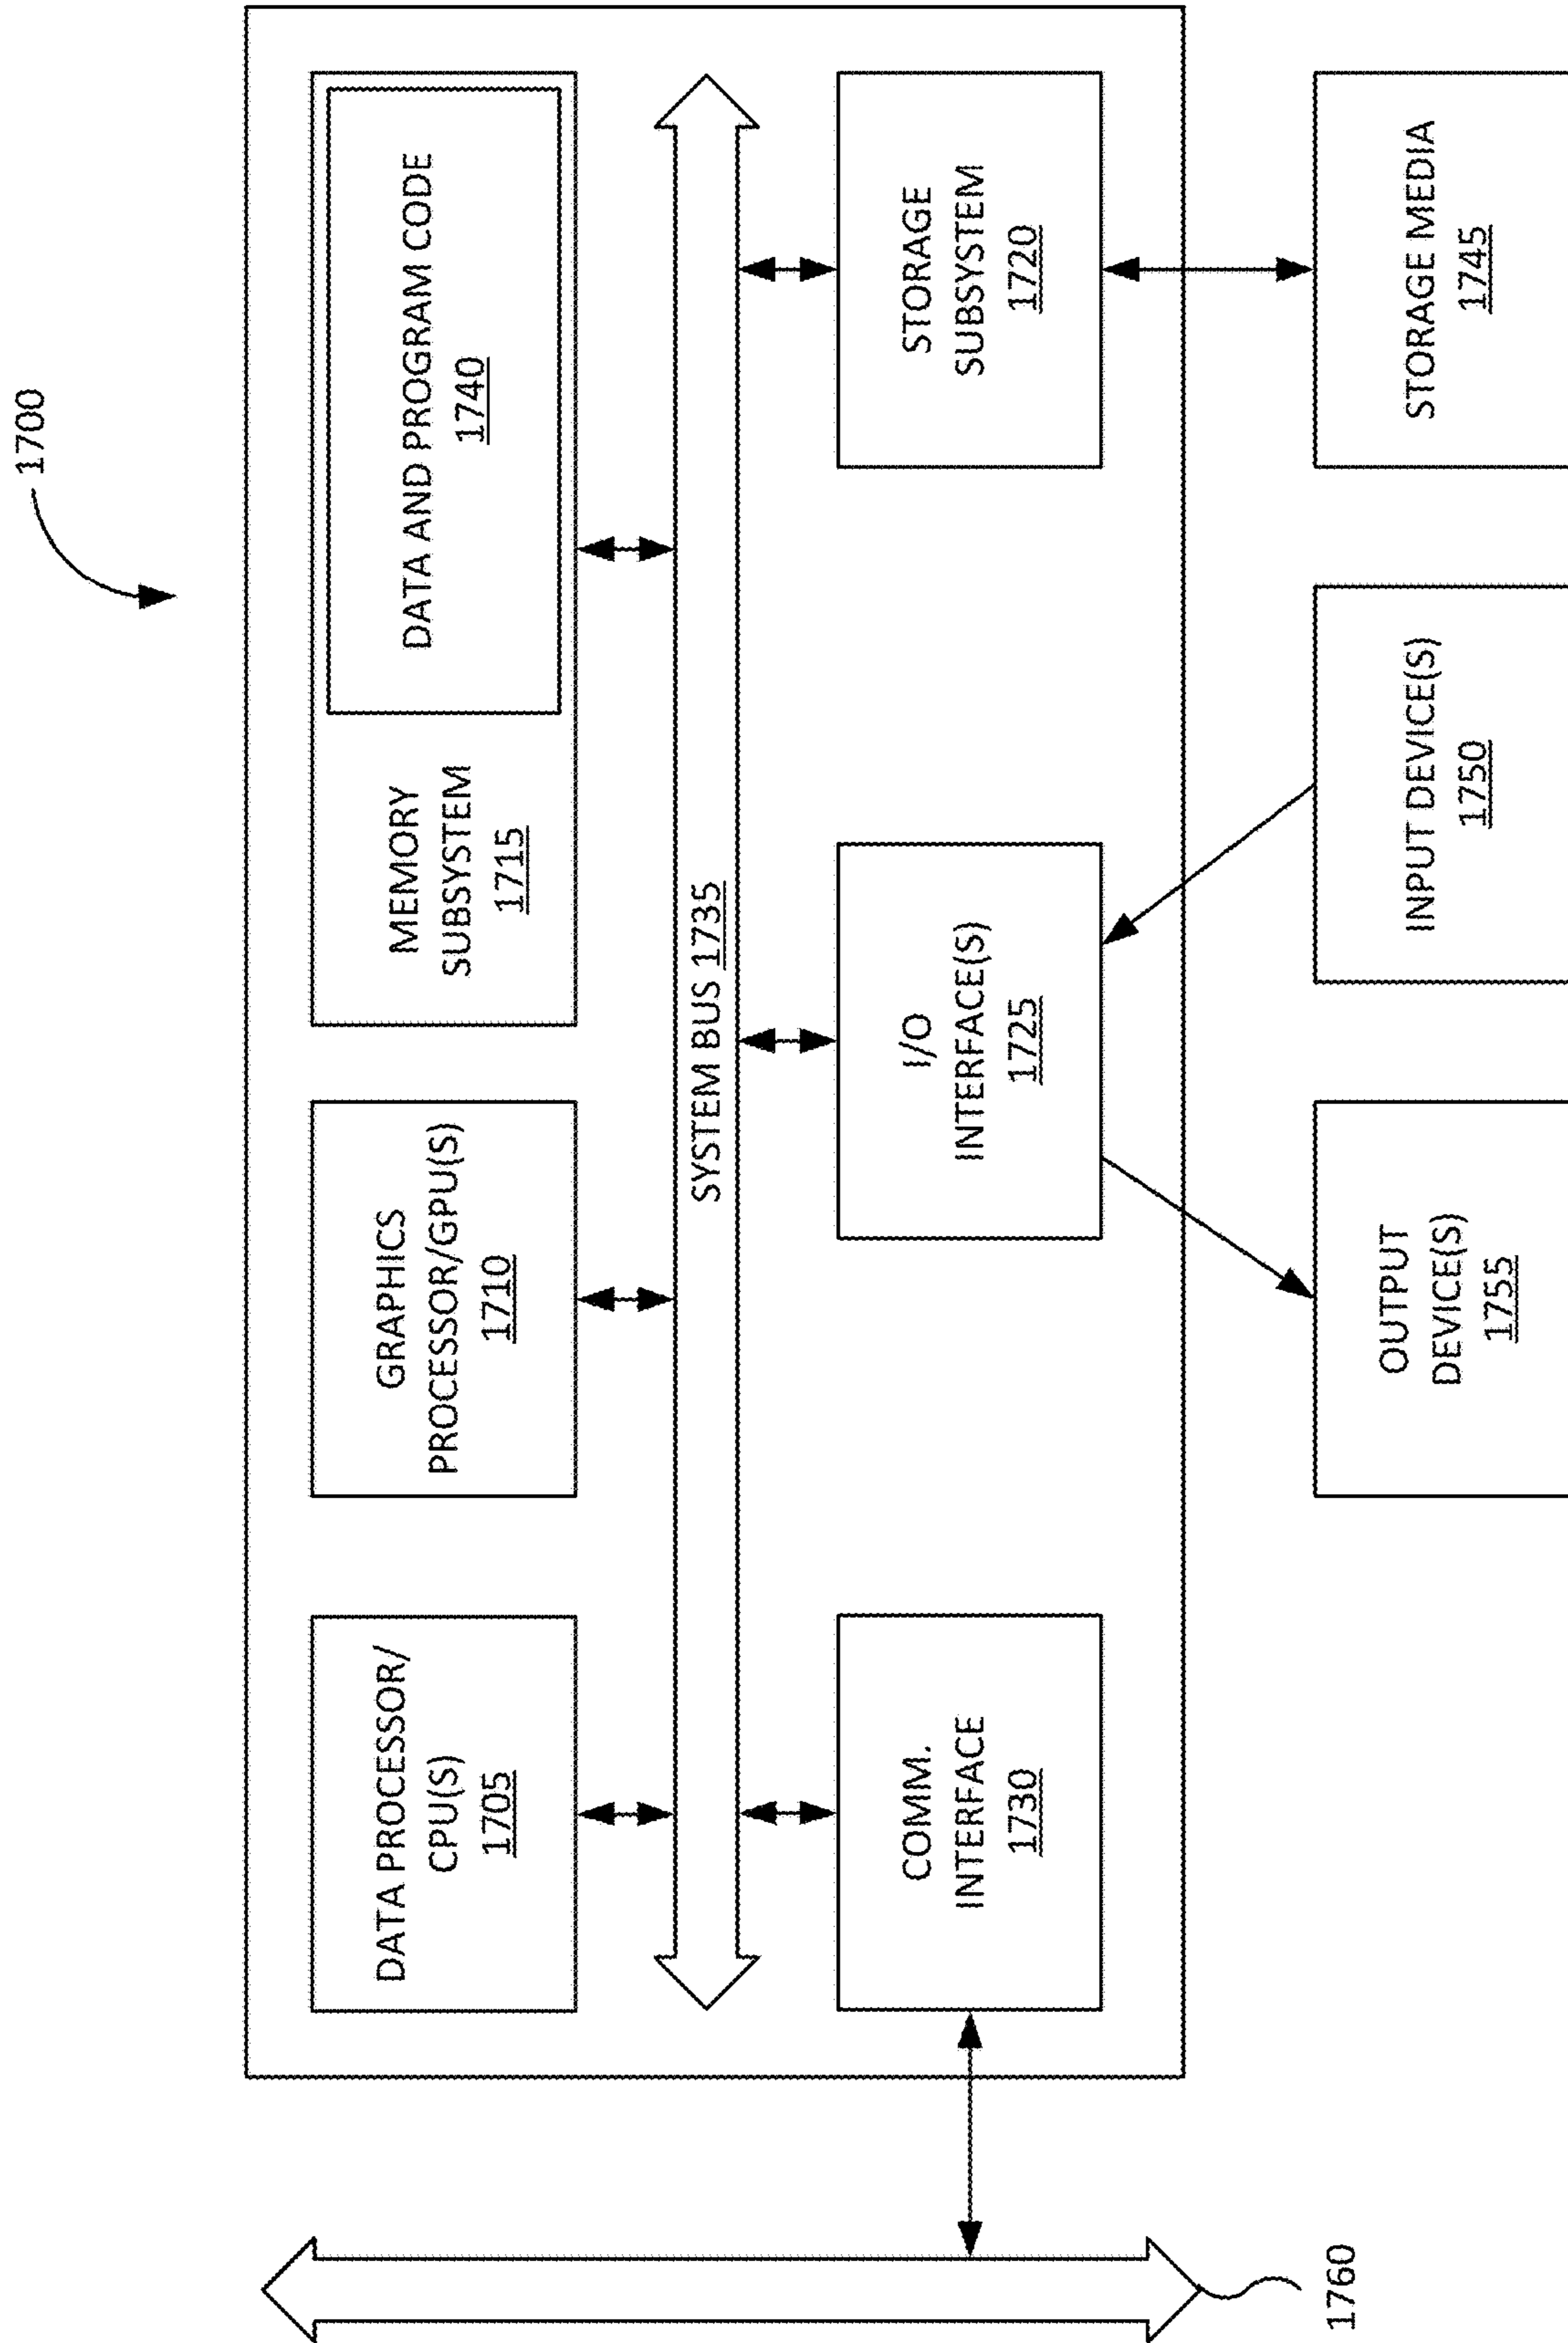 1700
DATA PROCESSOR/
CPU(S)
1705
GRAPHICS
PROCESSOR/GPU(S)
1710
MEMORY
SUBSYSTEM
1715
DATA AND PROGRAM CODE
1740
SYSTEM BUS 1735
COMM.
INTERFACE
1730
I/O
INTERFACE(S)
1725
STORAGE
SUBSYSTEM
1720
1760
OUTPUT
DEVICE(S)
1755
INPUT DEVICE(S)
1750
STORAGE MEDIA
1745